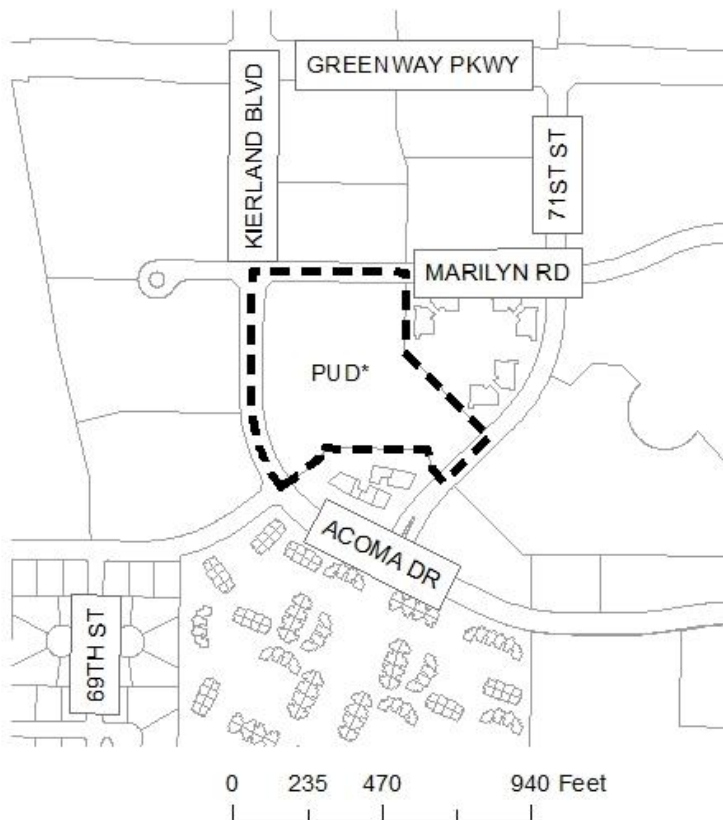 GREENWAY PKWY
KIERLAND BLVD
71ST ST
MARILYN RD
PUD*
ACOMA DR
69TH ST
0 235 470 940 Feet